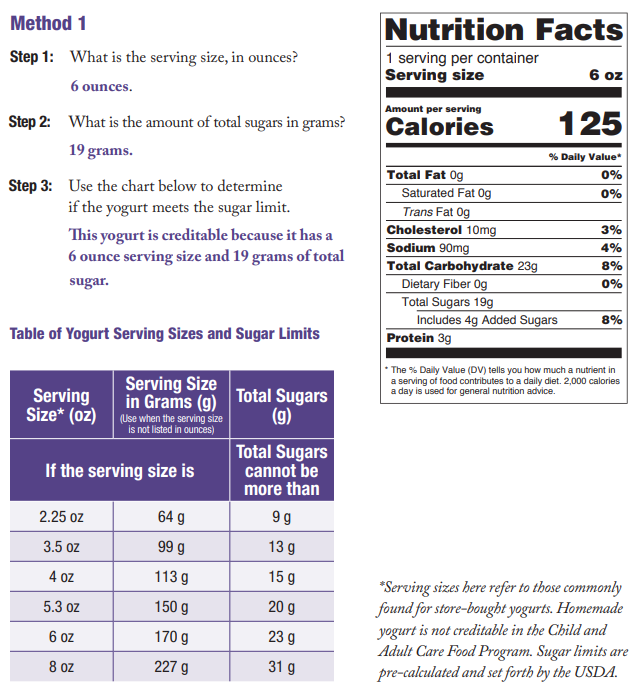 Method 1
Step 1: What is the serving size, in ounces?
6 ounces.
Step 2: What is the amount of total sugars in grams?
19 grams.
Step 3: Use the chart below to determine
if the yogurt meets the sugar limit.
This yogurt is creditable because it has a
6 ounce serving size and 19 grams of total
sugar.
Nutrition Facts
1 serving per container
Serving size 6 oz
Amount per serving
Calories 125
% Daily Value*
Total Fat 0g 0%
Saturated Fat 0g 0%
Trans Fat 0g
Cholesterol 10mg 3%
Sodium 90mg 4%
Total Carbohydrate 23g 8%
Dietary Fiber 0g 0%
Total Sugars 19g
Includes 4g Added Sugars 8%
Protein 3g
* The % Daily Value (DV) tells you how much a nutrient in
a serving of food contributes to a daily diet. 2,000 calories
a day is used for general nutrition advice.
Table of Yogurt Serving Sizes and Sugar Limits
Serving
Size* (oz)
Serving Size
in Grams (g)
(Use when the serving size
is not listed in ounces)
Total Sugars
(g)
If the serving size is
Total Sugars
cannot be
more than
2.25 oz 64 g 9 g
3.5 oz 99 g 13 g
4 oz 113 g 15 g
5.3 oz 150 g 20 g
6 oz 170 g 23 g
8 oz 227 g 31 g
*Serving sizes here refer to those commonly
found for store-bought yogurts. Homemade
yogurt is not creditable in the Child and
Adult Care Food Program. Sugar limits are
pre-calculated and set forth by the USDA.